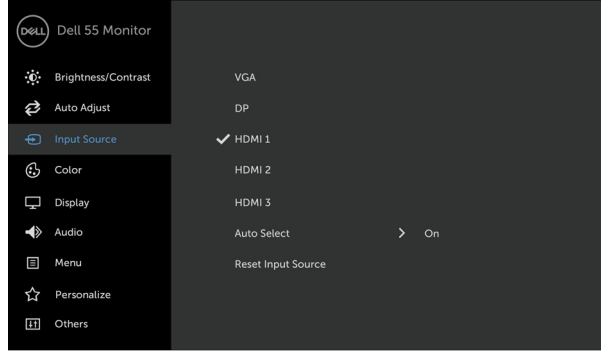 DELL Dell 55 Monitor
Brightness/Contrast
Auto Adjust
Input Source
Color
Display
Audio
Menu
Personalize
Others
VGA
DP
HDMI 1
HDMI 2
HDMI 3
Auto Select > On
Reset Input Source